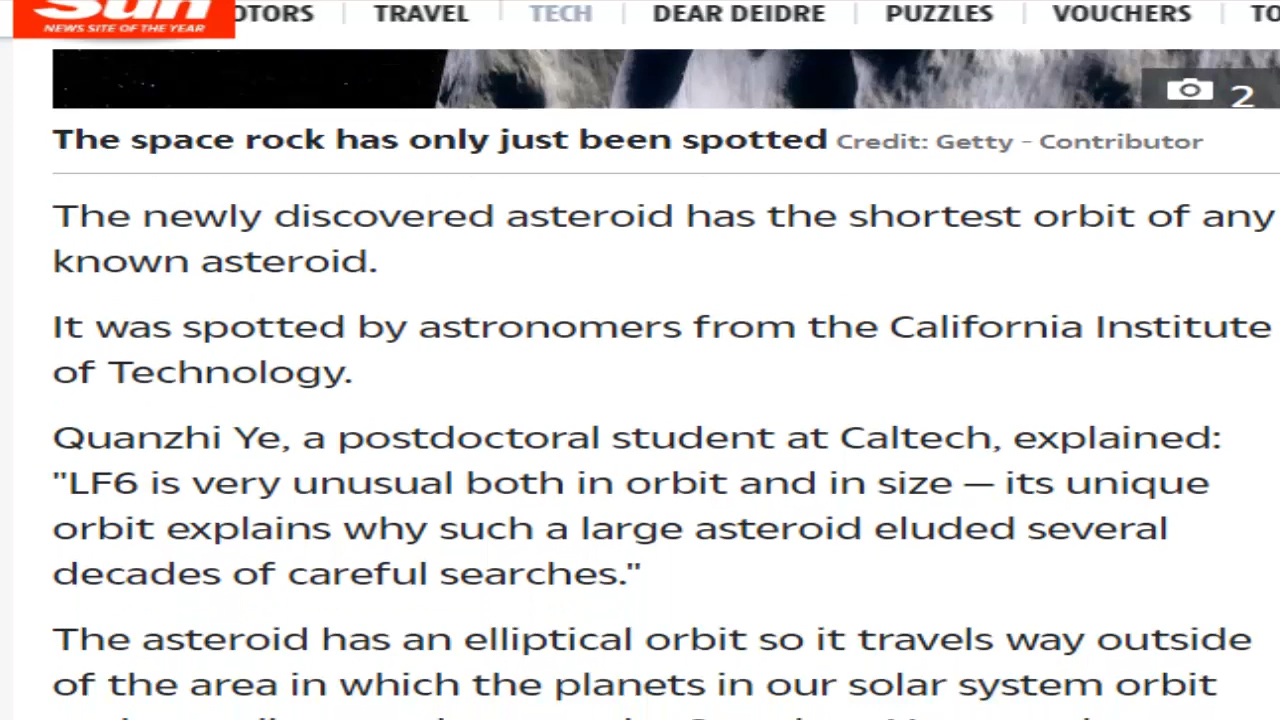 Sun
NEWS SITE OF THE YEAR
OTORS TRAVEL TECH DEAR DEIDRE PUZZLES VOUCHERS TO
2
The space rock has only just been spotted Credit: Getty - Contributor
The newly discovered asteroid has the shortest orbit of any
known asteroid.
It was spotted by astronomers from the California Institute
of Technology.
Quanzhi Ye, a postdoctoral student at Caltech, explained:
"LF6 is very unusual both in orbit and in size — its unique
orbit explains why such a large asteroid eluded several
decades of careful searches."
The asteroid has an elliptical orbit so it travels way outside
of the area in which the planets in our solar system orbit